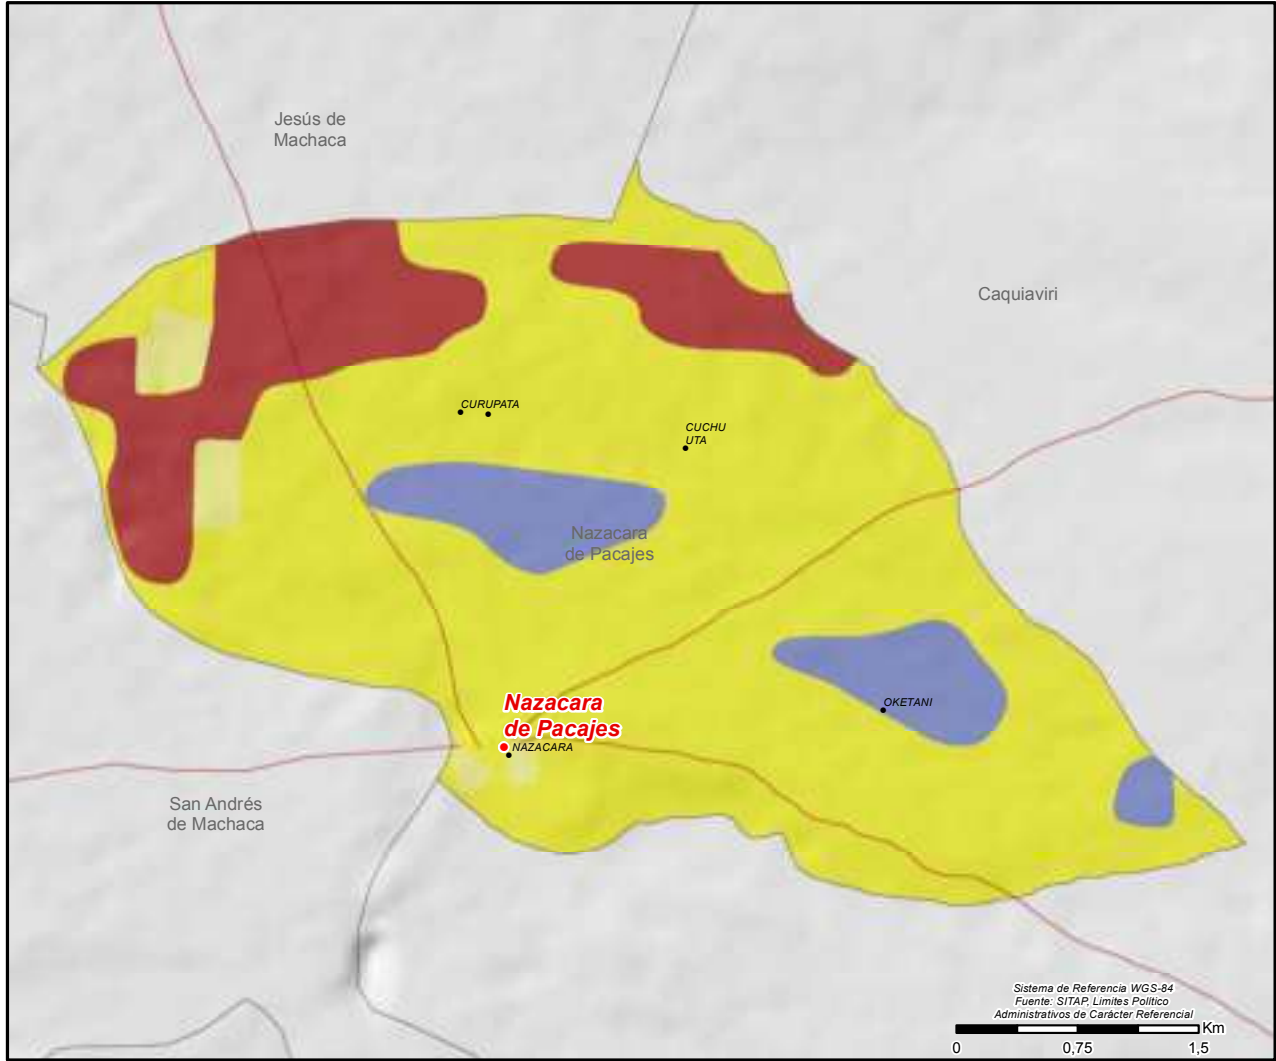 Jesús de
Machaca
Caquiaviri
CURUPATA
CUCHU
UTA
Nazacara
de Pacajes
OKETANI
Nazacara
de Pacajes
NAZACARA
San Andrés
de Machaca
Sistema de Referencia WGS-84
Fuente: SITAP, Limites Político
Administrativos de Carácter Referencial
Km
0 0,75 1,5